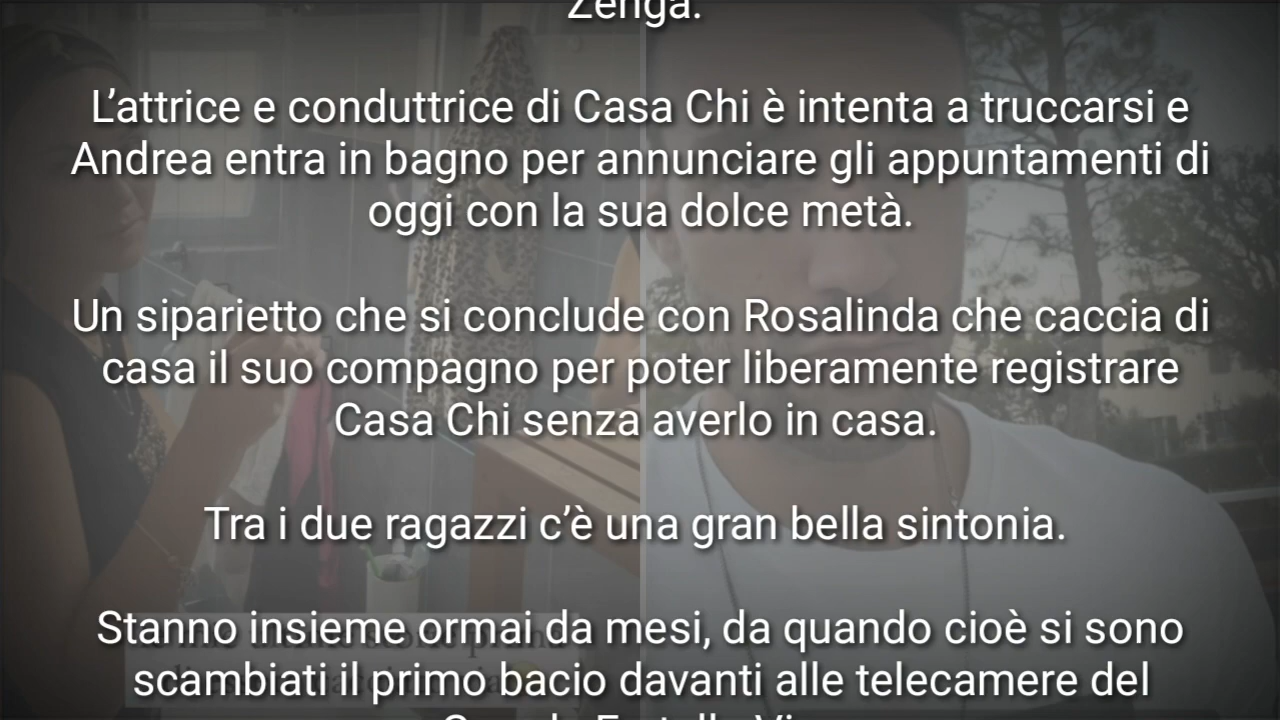 Zenga.
L’attrice e conduttrice di Casa Chi è intenta a truccarsi e
Andrea entra in bagno per annunciare gli appuntamenti di
oggi con la sua dolce metà.
Un siparietto che si conclude con Rosalinda che caccia di
casa il suo compagno per poter liberamente registrare
Casa Chi senza averlo in casa.
Tra i due ragazzi c’è una gran bella sintonia.
Stanno insieme ormai da mesi, da quando cioè si sono
scambiati il primo bacio davanti alle telecamere del